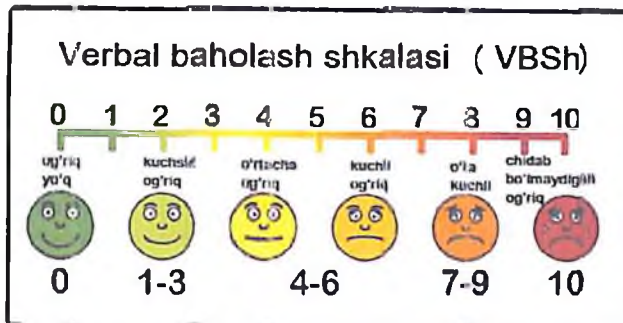 Verbal baholash shkalasi ( VBSh)
0 1 2 3 4 5 6 7 8 9 10
og'riq yo'q
kuchsiz og'riq
o'rtacha og'riq
kuchli og'riq
o'ta kuchli
chidab bo'lmaydigan og'riq
0 1-3 4-6 7-9 10